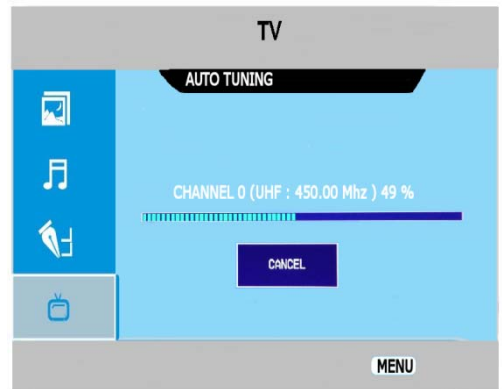 TV
AUTO TUNING
CHANNEL 0 (UHF : 450.00 Mhz ) 49 %
CANCEL
MENU